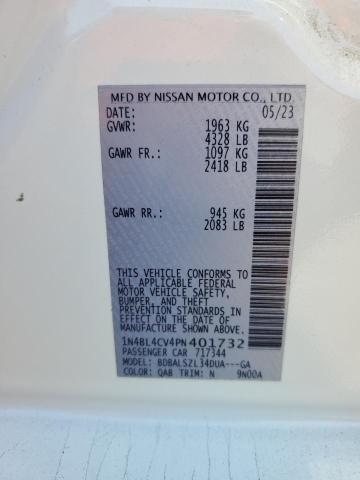 MFD BY NISSAN MOTOR CO., LTD.
DATE: 05/23
GVWR: 1963 KG
4328 LB
GAWR FR: 1097 KG
2418 LB
GAWR RR: 945 KG
2083 LB
THIS VEHICLE CONFORMS TO
ALL APPLICABLE FEDERAL
MOTOR VEHICLE SAFETY,
BUMPER, AND THEFT
PREVENTION STANDARDS IN
EFFECT ON THE DATE OF
MANUFACTURE SHOWN ABOVE.
1N4BL4CV4PN401732
PASSENGER CAR 717344
MODEL: BDBALSZL34DUA---GA
COLOR: QAB TRIM: N 9N00A